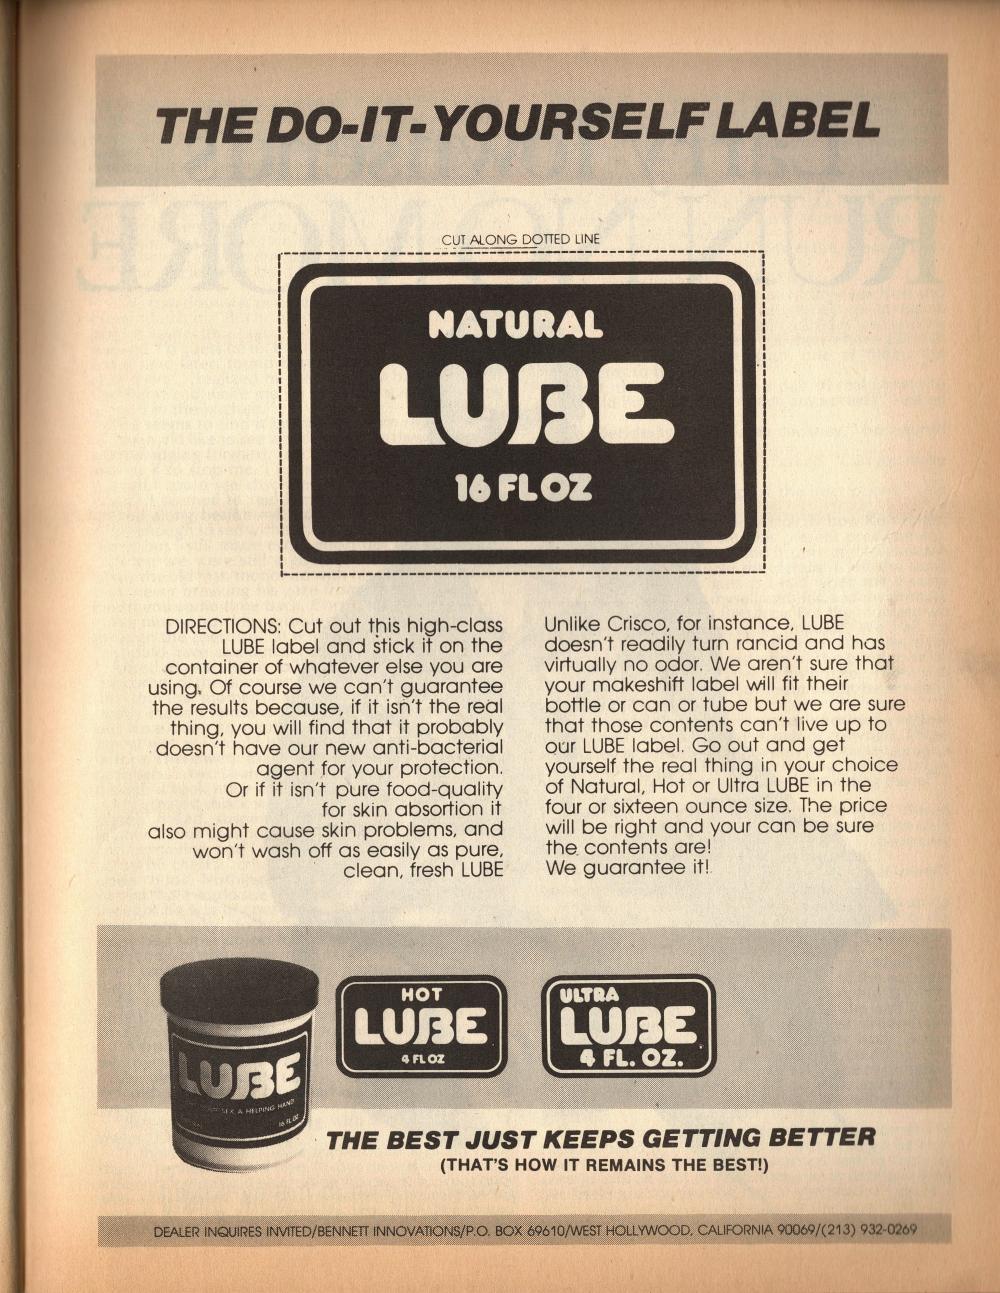 THE DO-IT-YOURSELF LABEL
CUT ALONG DOTTED LINE
NATURAL
LUBE
16 FL OZ
DIRECTIONS: Cut out this high-class
LUBE label and stick it on the
container of whatever else you are
using. Of course we can't guarantee
the results because, if it isn't the real
thing, you will find that it probably
doesn't have our new anti-bacterial
agent for your protection.
Or if it isn't pure food-quality
for skin absortion it
also might cause skin problems, and
won't wash off as easily as pure,
clean, fresh LUBE
Unlike Crisco, for instance, LUBE
doesn't readily turn rancid and has
virtually no odor. We aren't sure that
your makeshift label will fit their
bottle or can or tube but we are sure
that those contents can't live up to
our LUBE label. Go out and get
yourself the real thing in your choice
of Natural, Hot or Ultra LUBE in the
four or sixteen ounce size. The price
will be right and your can be sure
the contents are!
We guarantee it!
LUBE
SEX A HELPING HAND
16 FL OZ
HOT
LUBE
4 FL OZ
ULTRA
LUBE
4 FL. OZ.
THE BEST JUST KEEPS GETTING BETTER
(THAT'S HOW IT REMAINS THE BEST!)
DEALER INQUIRES INVITED/BENNETT INNOVATIONS/P.O. BOX 69610/WEST HOLLYWOOD, CALIFORNIA 90069/(213) 932-0269